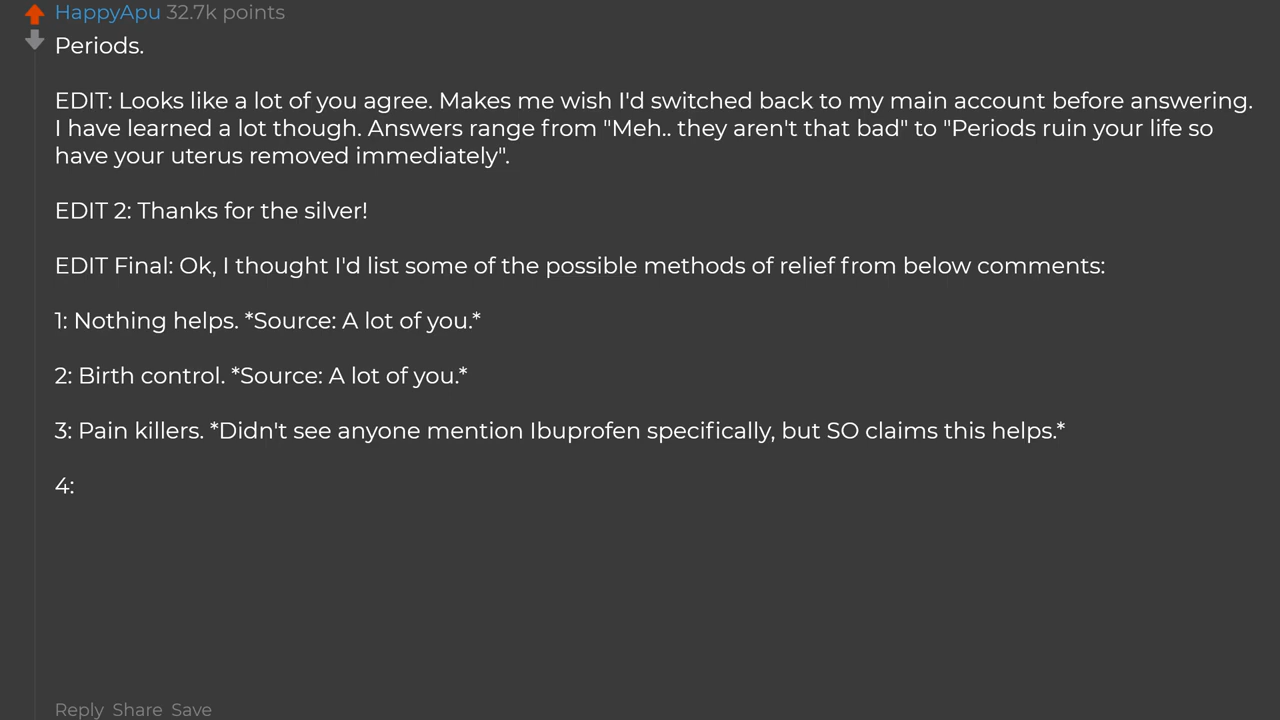 HappyApu 32.7k points
Periods.
EDIT: Looks like a lot of you agree. Makes me wish I'd switched back to my main account before answering.
I have learned a lot though. Answers range from "Meh.. they aren't that bad" to "Periods ruin your life so
have your uterus removed immediately".
EDIT 2: Thanks for the silver!
EDIT Final: Ok, I thought I'd list some of the possible methods of relief from below comments:
1: Nothing helps. *Source: A lot of you.*
2: Birth control. *Source: A lot of you.*
3: Pain killers. *Didn't see anyone mention Ibuprofen specifically, but SO claims this helps.*
4:
Reply Share Save